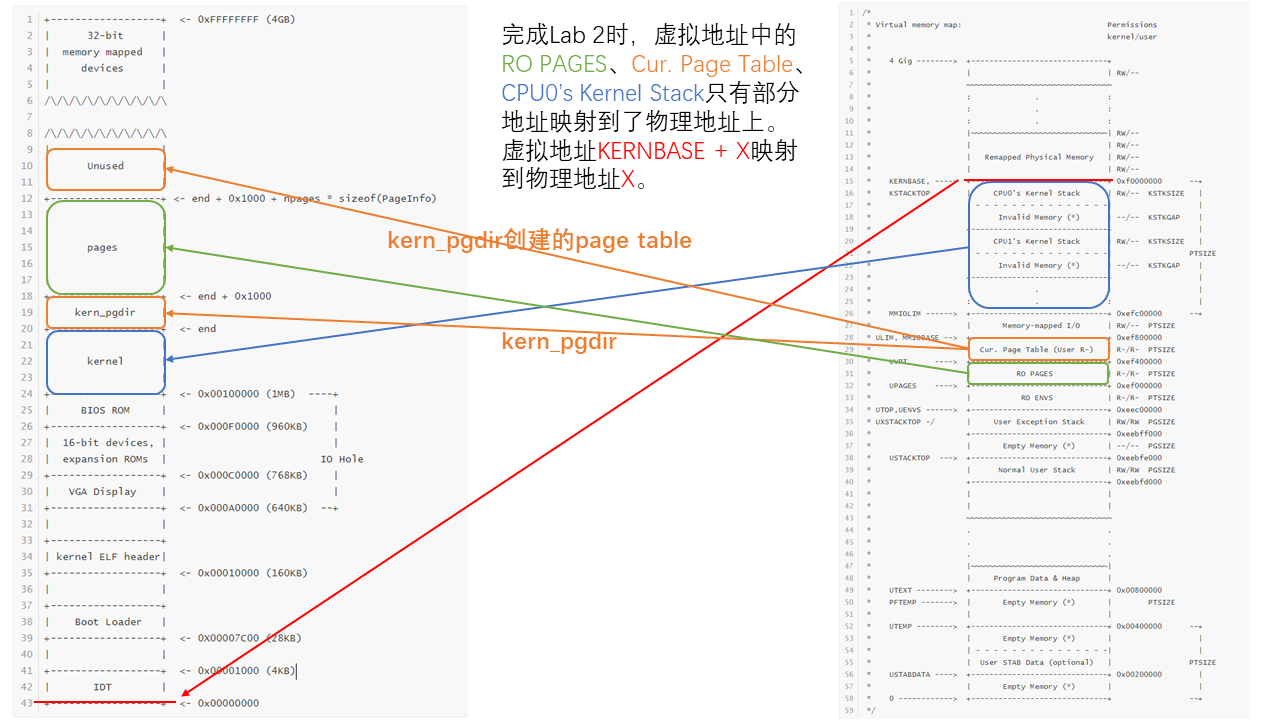 1 +-----------------+ <- 0xFFFFFFFF (4GB)
2 | 32-bit |
3 | memory mapped |
4 | devices |
5 | |
6 /\/\/\/\/\/\/\/\/\/\
7
8 /\/\/\/\/\/\/\/\/\/\
9
10 Unused
11
12 +-----------------+ <- end + 0x1000 + npages * sizeof(PageInfo)
13
14
15 pages
16
17
18 <- end + 0x1000
19 kern_pgdir
20 <- end
21
22 kernel
23
24 +-----------------+ <- 0x00100000 (1MB) ----+
25 | BIOS ROM | |
26 +-----------------+ <- 0x000F0000 (960KB) |
27 | 16-bit devices, | |
28 | expansion ROMs | IO Hole
29 +-----------------+ <- 0x000C0000 (768KB) |
30 | VGA Display | |
31 +-----------------+ <- 0x000A0000 (640KB) --+
32 | |
33 +-----------------+
34 | kernel ELF header|
35 +-----------------+ <- 0x00010000 (160KB)
36 | |
37 +-----------------+
38 | Boot Loader |
39 +-----------------+ <- 0x00007C00 (28KB)
40 | |
41 +-----------------+ <- 0x00001000 (4KB)
42 | IDT |
43 +-----------------+ <- 0x00000000
完成Lab 2时，虚拟地址中的
RO PAGES、Cur. Page Table、
CPU0's Kernel Stack只有部分
地址映射到了物理地址上。
虚拟地址KERNBASE + X映射
到物理地址X。
kern_pgdir创建的page table
kern_pgdir
1 /*
2 * Virtual memory map: Permissions
3 * kernel/user
4 *
5 * 4 Gig -------> +------------------------------+
6 * | | RW/--
7 * ~~~~~~~~~~~~~~~~~~~~~~~~~~~~~~~~
8 * : . :
9 * : . :
10 * : . :
11 * |~~~~~~~~~~~~~~~~~~~~~~~~~~~~~~| RW/--
12 * | | RW/--
13 * | Remapped Physical Memory | RW/--
14 * | | RW/--
15 * KERNBASE, ----> +------------------------------+ 0xf0000000 --+
16 * KSTACKTOP CPU0's Kernel Stack RW/-- KSTKSIZE |
17 * - - - - - - - - - - - - - - - |
18 * Invalid Memory (*) --/-- KSTKGAP |
19 * |
20 * CPU1's Kernel Stack RW/-- KSTKSIZE |
* - - - - - - - - - - - - - - - PTSIZE
* Invalid Memory (*) --/-- KSTKGAP |
23 * |
24 * : . : |
25 * : . : |
26 * MMIOLIM ------> +------------------------------+ 0xefc00000 --+
27 * | Memory-mapped I/O | RW/-- PTSIZE
28 * ULIM, MMIOBASE --> 0xef800000
29 * Cur. Page Table (User R-) R-/R- PTSIZE
30 * UVPT ----> 0xef400000
31 * RO PAGES R-/R- PTSIZE
32 * UPAGES ----> 0xef000000
33 * | RO ENVS | R-/R- PTSIZE
34 * UTOP,UENVS ------> +------------------------------+ 0xeec00000
35 * UXSTACKTOP -/ | User Exception Stack | RW/RW PGSIZE
36 * +------------------------------+ 0xeebff000
37 * | Empty Memory (*) | --/-- PGSIZE
38 * USTACKTOP ---> +------------------------------+ 0xeebfe000
39 * | Normal User Stack | RW/RW PGSIZE
40 * +------------------------------+ 0xeebfd000
41 * | |
42 * | |
43 * ~~~~~~~~~~~~~~~~~~~~~~~~~~~~~~~~
44 * . .
45 * . .
46 * . .
47 * |~~~~~~~~~~~~~~~~~~~~~~~~~~~~~~|
48 * | Program Data & Heap |
49 * UTEXT --------> +------------------------------+ 0x00800000
50 * PFTEMP -------> | Empty Memory (*) | PTSIZE
51 * | |
52 * UTEMP --------> +------------------------------+ 0x00400000 --+
53 * | Empty Memory (*) | |
54 * | - - - - - - - - - - - - - - -| |
55 * | User STAB Data (optional) | PTSIZE
56 * USTABDATA ----> +------------------------------+ 0x00200000 |
57 * | Empty Memory (*) | |
58 * 0 ------------> +------------------------------+ --+
59 */